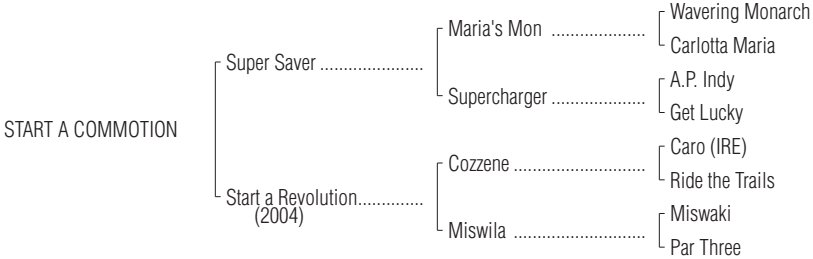 Wavering Monarch
Maria's Mon ....................
Carlotta Maria
Super Saver ......................
A.P. Indy
Supercharger ....................
Get Lucky
START A COMMOTION
Caro (IRE)
Cozzene ............................
Ride the Trails
Start a Revolution..............
(2004)
Miswaki
Miswila ............................
Par Three